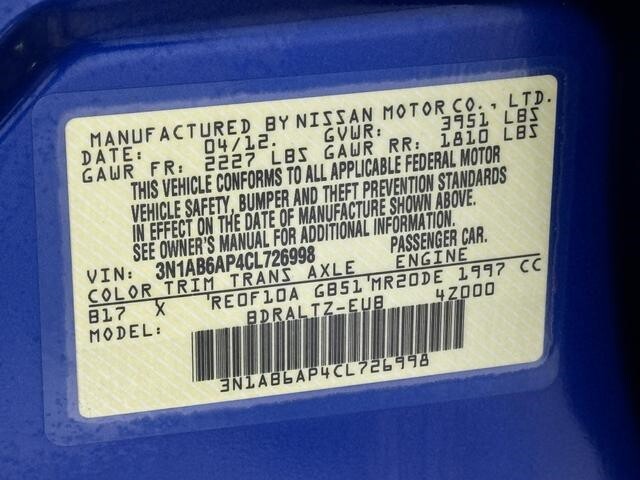 MANUFACTURED BY NISSAN MOTOR CO., LTD.
DATE: 04/12. GVWR: 3951 LBS
GAWR FR: 2227 LBS GAWR RR: 1810 LBS
THIS VEHICLE CONFORMS TO ALL APPLICABLE FEDERAL MOTOR
VEHICLE SAFETY, BUMPER AND THEFT PREVENTION STANDARDS
IN EFFECT ON THE DATE OF MANUFACTURE SHOWN ABOVE.
SEE OWNER'S MANUAL FOR ADDITIONAL INFORMATION.
VIN: 3N1AB6AP4CL726998 PASSENGER CAR.
COLOR TRIM TRANS AXLE ENGINE
B17 X 'RE0F10A GB51'MR20DE 1997 CC
MODEL: BDRALTZ-EUB 4Z000
3N1AB6AP4CL726998